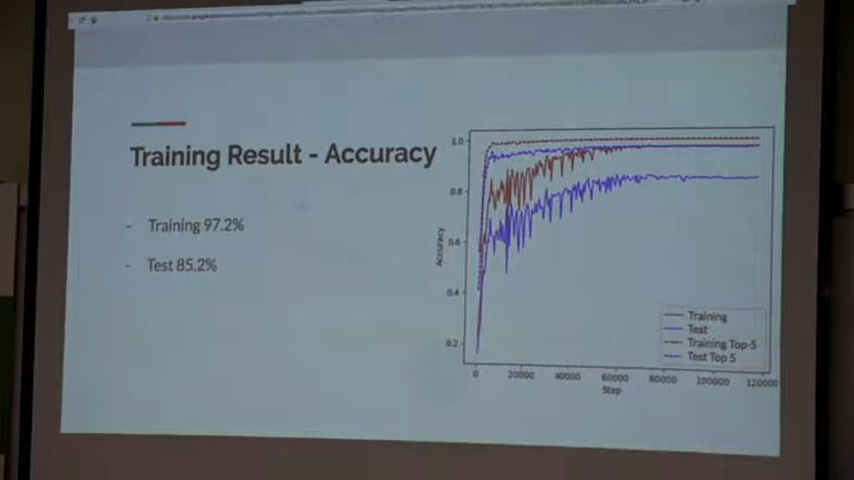 Training Result - Accuracy
- Training 97.2%
- Test 85.2%
1.0
0.8
0.6
0.4
0.2
Accuracy
0 20000 40000 60000 80000 100000 120000
Step
Training
Test
Training Top-5
Test Top 5